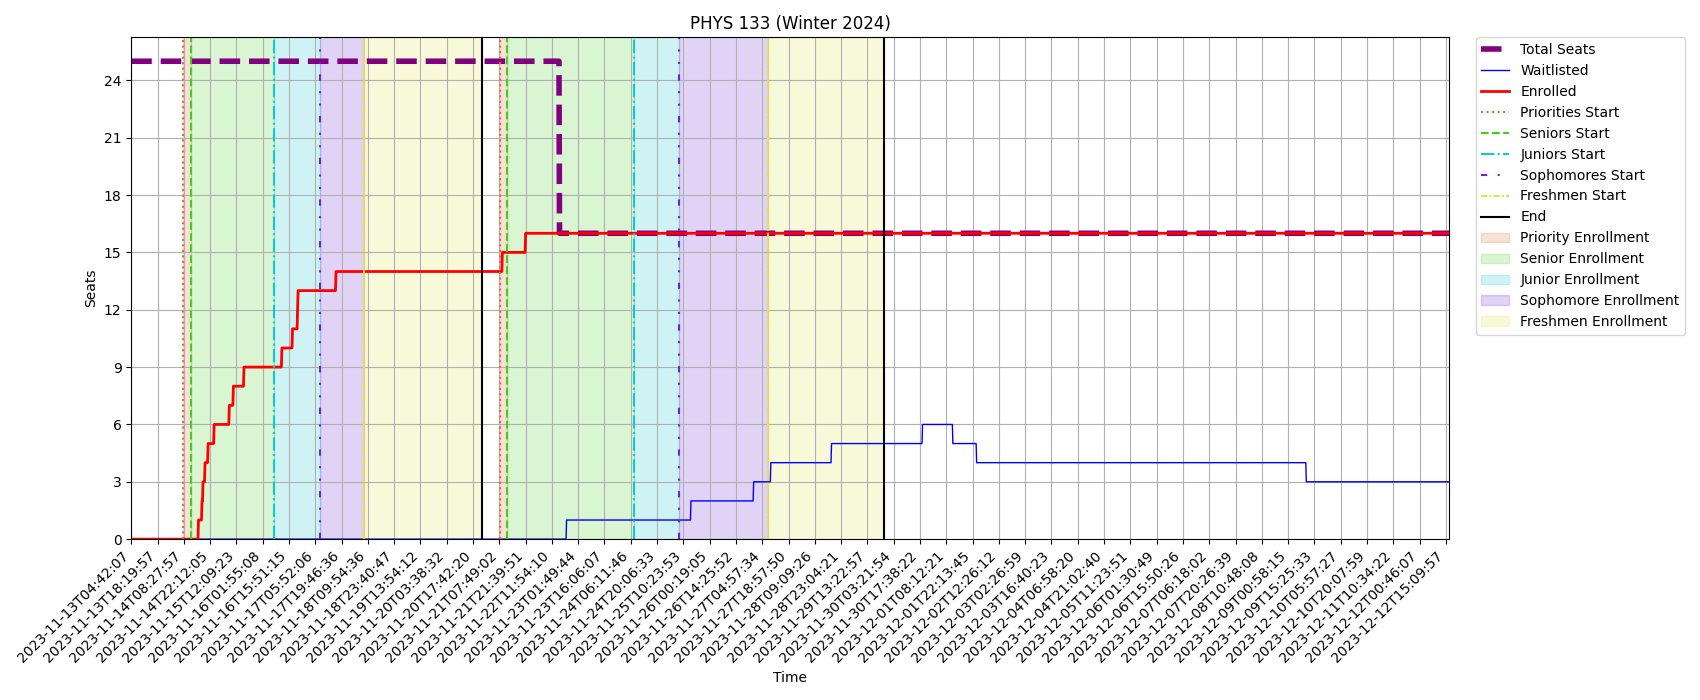 PHYS 133 (Winter 2024)
Seats
24
21
18
15
12
9
6
3
0
2023-11-13T04:42:07
2023-11-13T18:19:57
2023-11-14T08:27:57
2023-11-14T22:12:05
2023-11-15T12:09:23
2023-11-16T01:55:08
2023-11-16T15:51:15
2023-11-17T05:52:06
2023-11-17T19:46:36
2023-11-18T09:54:36
2023-11-18T23:40:47
2023-11-19T13:54:12
2023-11-20T03:38:32
2023-11-20T17:42:20
2023-11-21T07:49:02
2023-11-21T21:39:51
2023-11-22T11:54:10
2023-11-23T01:49:44
2023-11-23T16:06:07
2023-11-24T06:11:46
2023-11-24T20:06:33
2023-11-25T10:23:55
2023-11-26T00:19:05
2023-11-26T14:25:52
2023-11-27T04:57:34
2023-11-27T18:57:50
2023-11-28T09:09:26
2023-11-28T23:04:21
2023-11-29T13:22:57
2023-11-30T03:21:54
2023-11-30T17:38:22
2023-12-01T08:12:21
2023-12-01T22:13:45
2023-12-02T12:26:12
2023-12-03T02:26:59
2023-12-03T16:40:23
2023-12-04T06:58:20
2023-12-04T21:02:40
2023-12-05T11:23:51
2023-12-06T01:30:49
2023-12-06T15:50:26
2023-12-07T06:18:02
2023-12-07T20:26:39
2023-12-08T10:48:08
2023-12-09T00:58:15
2023-12-09T15:25:33
2023-12-10T05:57:27
2023-12-10T20:07:59
2023-12-11T10:34:22
2023-12-12T00:46:07
2023-12-12T15:09:57
Time
Total Seats
Waitlisted
Enrolled
Priorities Start
Seniors Start
Juniors Start
Sophomores Start
Freshmen Start
End
Priority Enrollment
Senior Enrollment
Junior Enrollment
Sophomore Enrollment
Freshmen Enrollment